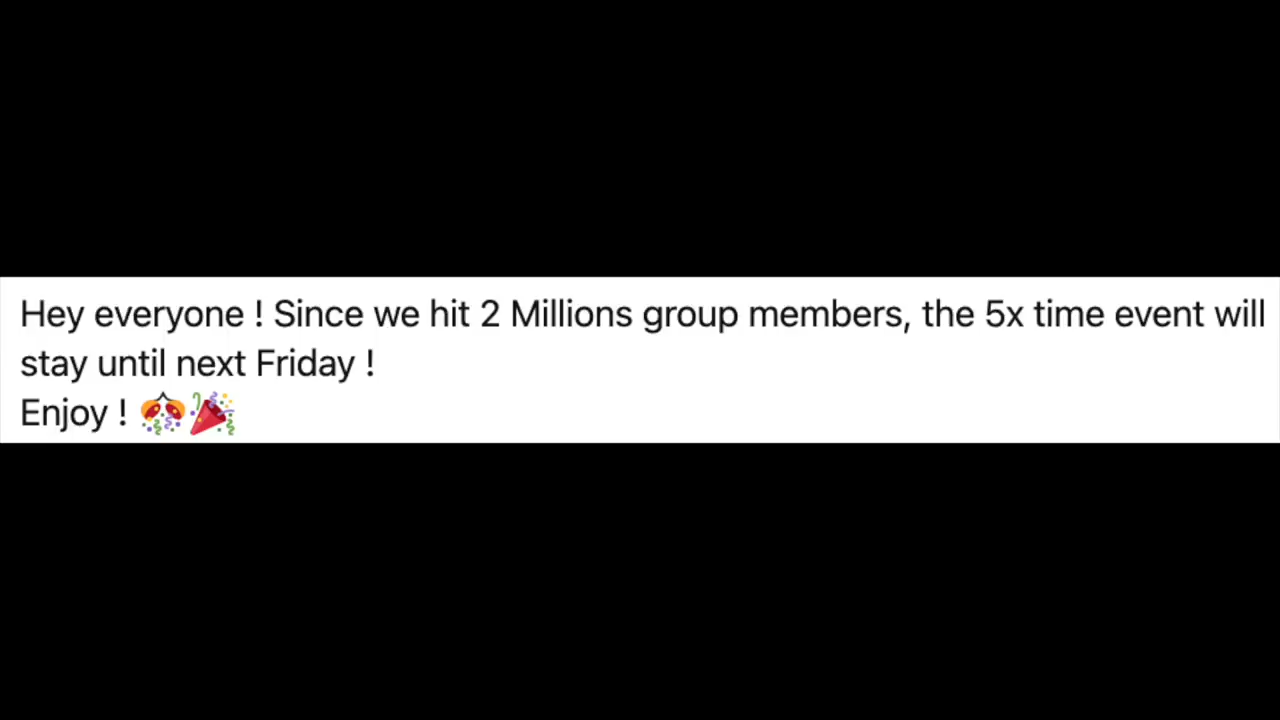 Hey everyone ! Since we hit 2 Millions group members, the 5x time event will
stay until next Friday !
Enjoy ! 🎊🎉